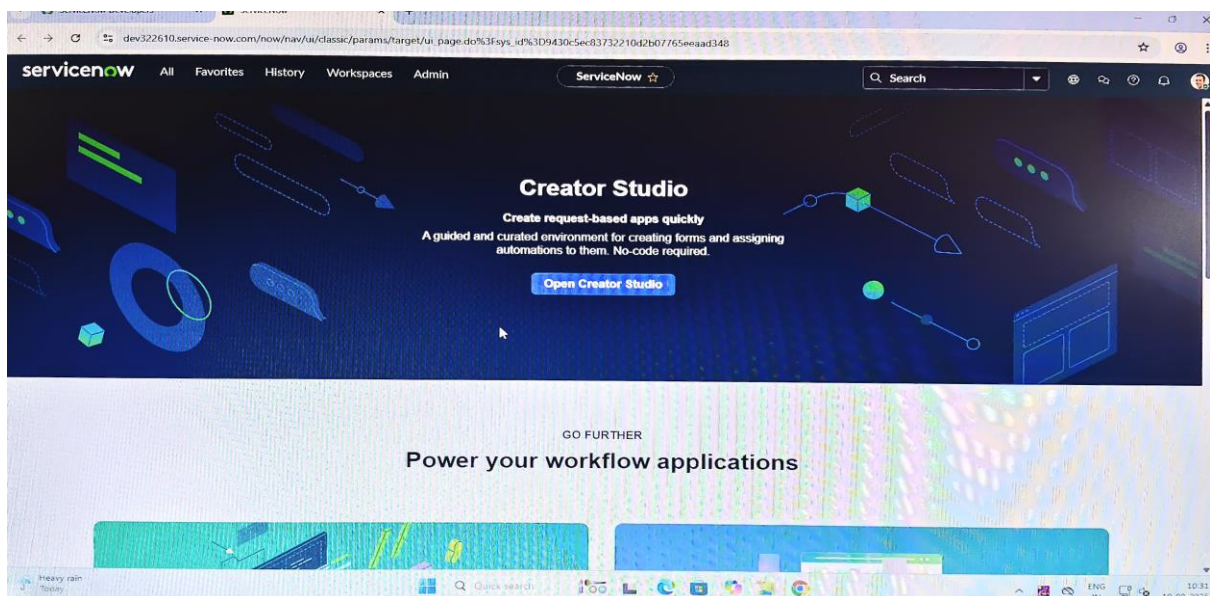 dev322610.service-now.com/now/nav/ui/classic/params/target/ui_page.do%3Fsys_id%3D9430c5ec83732210d2b07765eeaad348
servicenow All Favorites History Workspaces Admin ServiceNow Search
Creator Studio
Create request-based apps quickly
A guided and curated environment for creating forms and assigning
automations to them. No-code required.
Open Creator Studio
GO FURTHER
Power your workflow applications
Heavy rain
Today
Quick search
ENG
10:31